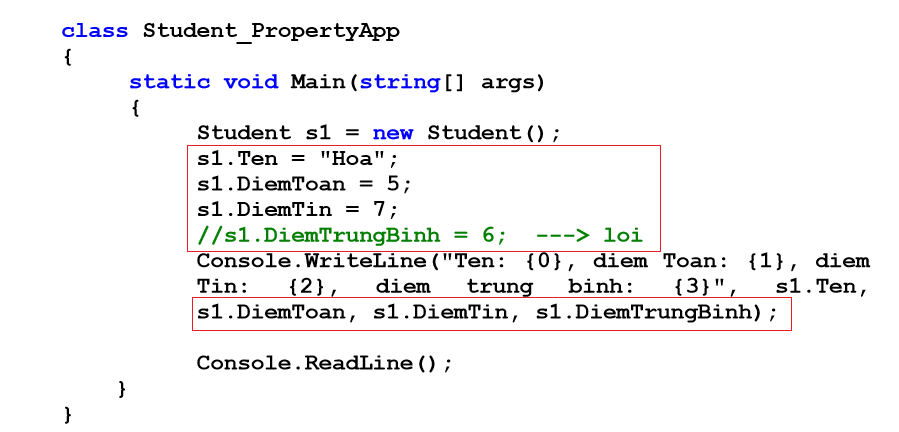 class Student_PropertyApp
{
static void Main(string[] args)
{
Student s1 = new Student();
s1.Ten = "Hoa";
s1.DiemToan = 5;
s1.DiemTin = 7;
//s1.DiemTrungBinh = 6;  ---> loi
Console.WriteLine("Ten: {0}, diem Toan: {1}, diem
Tin: {2}, diem trung binh: {3}", s1.Ten,
s1.DiemToan, s1.DiemTin, s1.DiemTrungBinh);
Console.ReadLine();
}
}